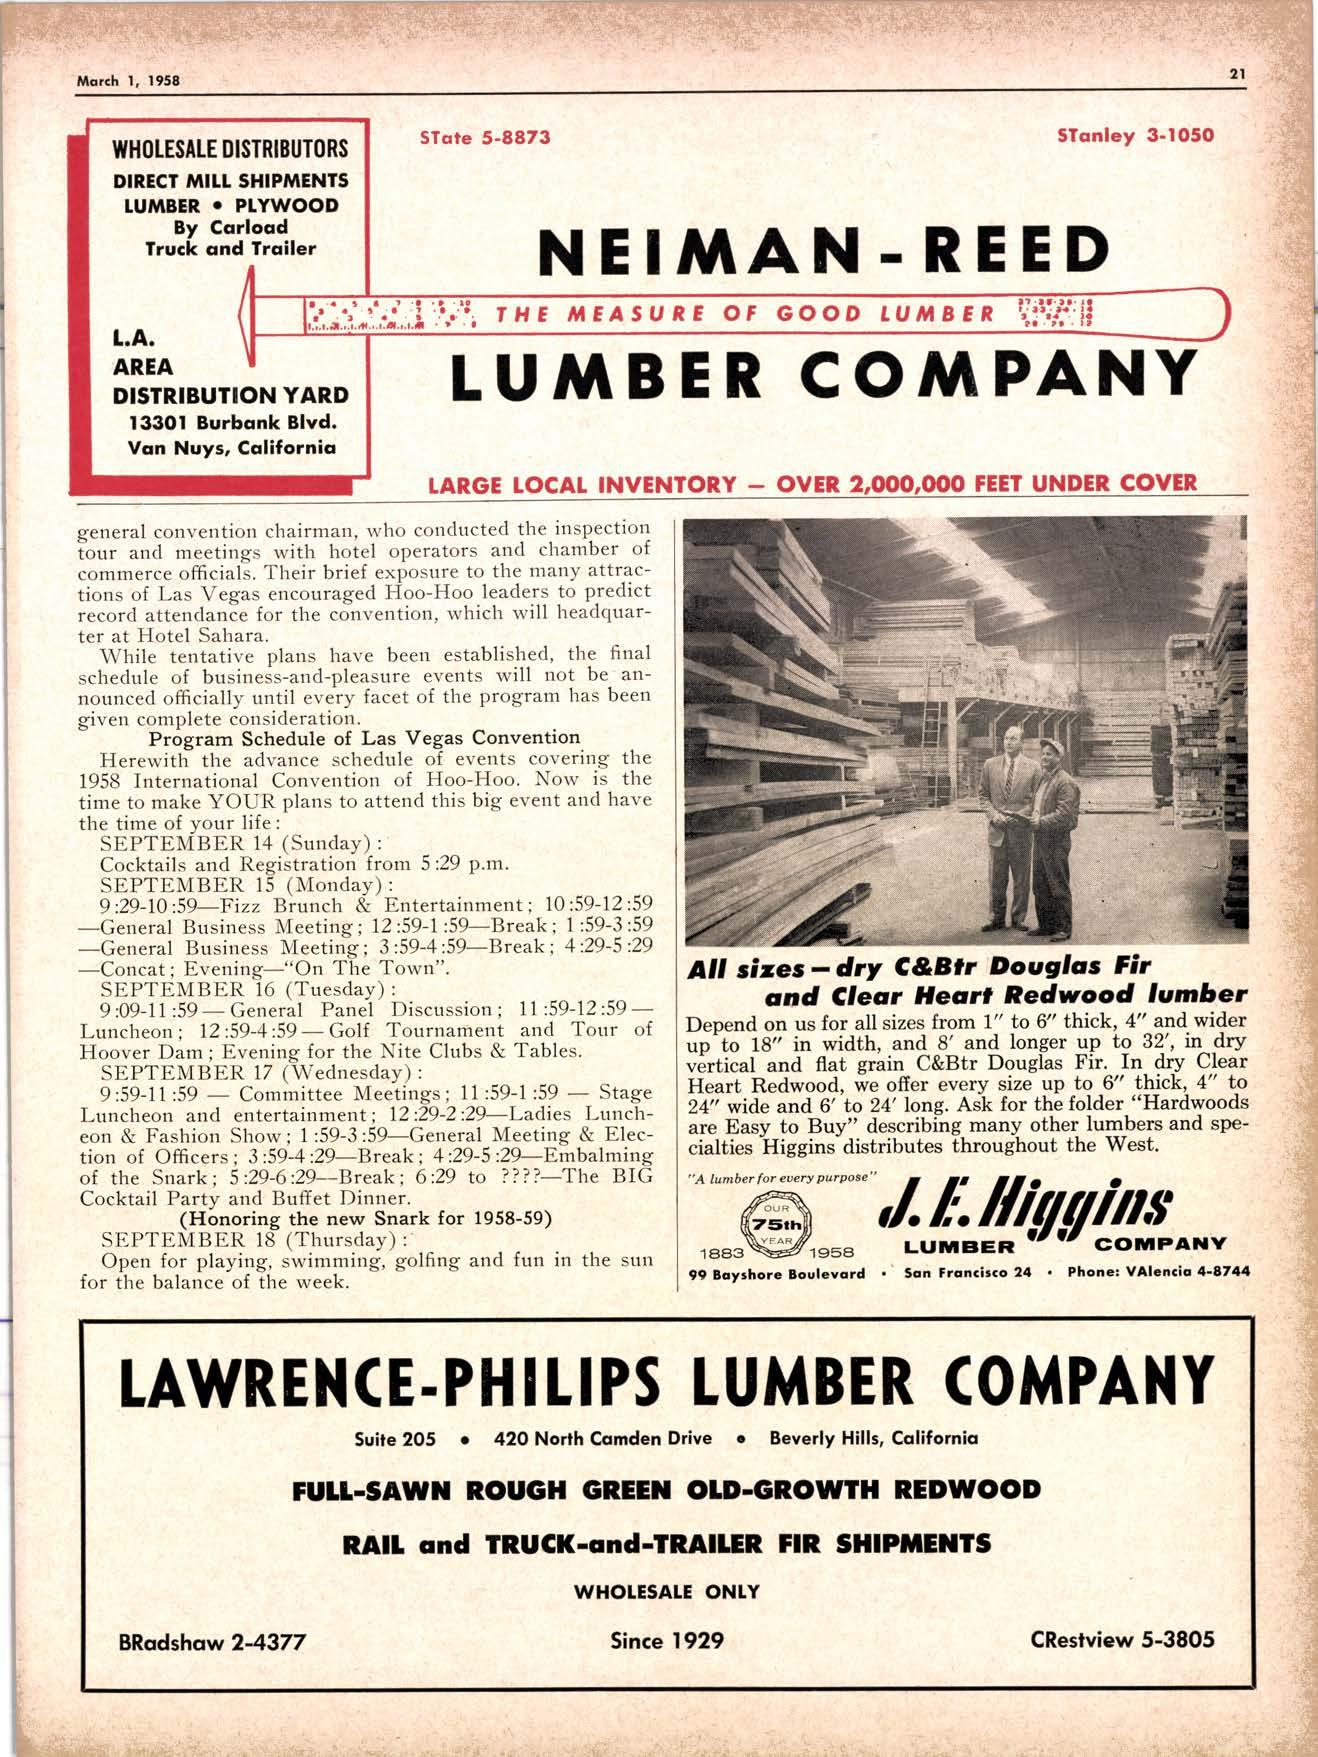 March 1, 1958
21
WHOLESALE DISTRIBUTORS
DIRECT MILL SHIPMENTS
LUMBER • PLYWOOD
By Carload
Truck and Trailer
L.A.
AREA
DISTRIBUTION YARD
13301 Burbank Blvd.
Van Nuys, California
STate 5-8873
STanley 3-1050
NEIMAN-REED
THE MEASURE OF GOOD LUMBER
LUMBER COMPANY
LARGE LOCAL INVENTORY — OVER 2,000,000 FEET UNDER COVER
general convention chairman, who conducted the inspection
tour and meetings with hotel operators and chamber of
commerce officials. Their brief exposure to the many attrac-
tions of Las Vegas encouraged Hoo-Hoo leaders to predict
record attendance for the convention, which will headquar-
ter at Hotel Sahara.
While tentative plans have been established, the final
schedule of business-and-pleasure events will not be an-
nounced officially until every facet of the program has been
given complete consideration.
Program Schedule of Las Vegas Convention
Herewith the advance schedule of events covering the
1958 International Convention of Hoo-Hoo. Now is the
time to make YOUR plans to attend this big event and have
the time of your life:
SEPTEMBER 14 (Sunday):
Cocktails and Registration from 5:29 p.m.
SEPTEMBER 15 (Monday):
9:29-10:59—Fizz Brunch & Entertainment; 10:59-12:59
—General Business Meeting; 12:59-1:59—Break; 1:59-3:59
—General Business Meeting; 3:59-4:59—Break; 4:29-5:29
—Concat; Evening—"On The Town".
SEPTEMBER 16 (Tuesday):
9:09-11:59 — General Panel Discussion; 11:59-12:59 —
Luncheon; 12:59-4:59 — Golf Tournament and Tour of
Hoover Dam; Evening for the Nite Clubs & Tables.
SEPTEMBER 17 (Wednesday):
9:59-11:59 — Committee Meetings; 11:59-1:59 — Stage
Luncheon and entertainment; 12:29-2:29—Ladies Lunch-
eon & Fashion Show; 1:59-3:59—General Meeting & Elec-
tion of Officers; 3:59-4:29—Break; 4:29-5:29—Embalming
of the Snark; 5:29-6:29—Break; 6:29 to ????—The BIG
Cocktail Party and Buffet Dinner.
(Honoring the new Snark for 1958-59)
SEPTEMBER 18 (Thursday):
Open for playing, swimming, golfing and fun in the sun
for the balance of the week.
All sizes — dry C&Btr Douglas Fir
and Clear Heart Redwood lumber
Depend on us for all sizes from 1" to 6" thick, 4" and wider
up to 18" in width, and 8' and longer up to 32', in dry
vertical and flat grain C&Btr Douglas Fir. In dry Clear
Heart Redwood, we offer every size up to 6" thick, 4" to
24" wide and 6' to 24' long. Ask for the folder "Hardwoods
are Easy to Buy" describing many other lumbers and spe-
cialties Higgins distributes throughout the West.
"A lumber for every purpose"
OUR
75th
YEAR
1883 1958
J. E. Higgins
LUMBER COMPANY
99 Bayshore Boulevard • San Francisco 24 • Phone: VAlencia 4-8744
LAWRENCE-PHILIPS LUMBER COMPANY
Suite 205 • 420 North Camden Drive • Beverly Hills, California
FULL-SAWN ROUGH GREEN OLD-GROWTH REDWOOD
RAIL and TRUCK-and-TRAILER FIR SHIPMENTS
WHOLESALE ONLY
BRadshaw 2-4377
Since 1929
CRestview 5-3805